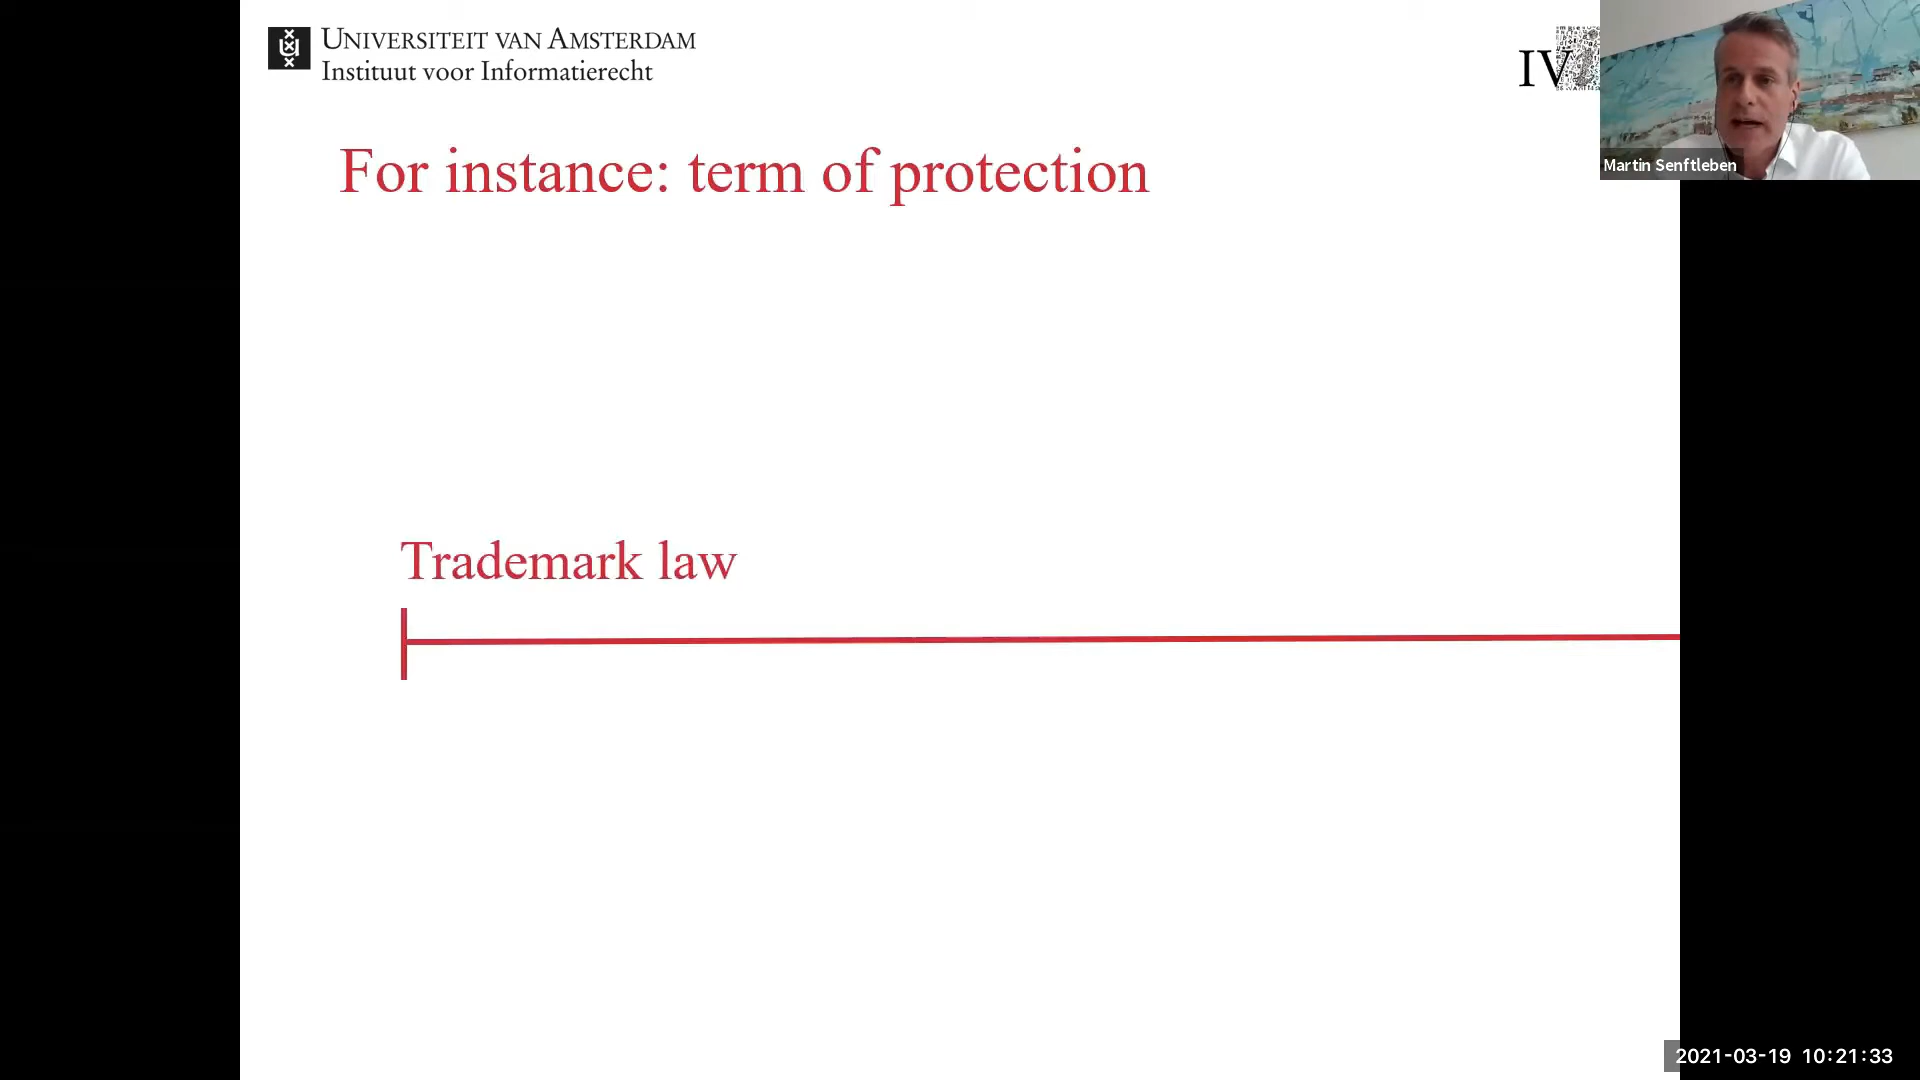 UNIVERSITEIT VAN AMSTERDAM
Instituut voor Informatierecht
IV
Martin Senftleben
For instance: term of protection
Trademark law
2021-03-19 10:21:33